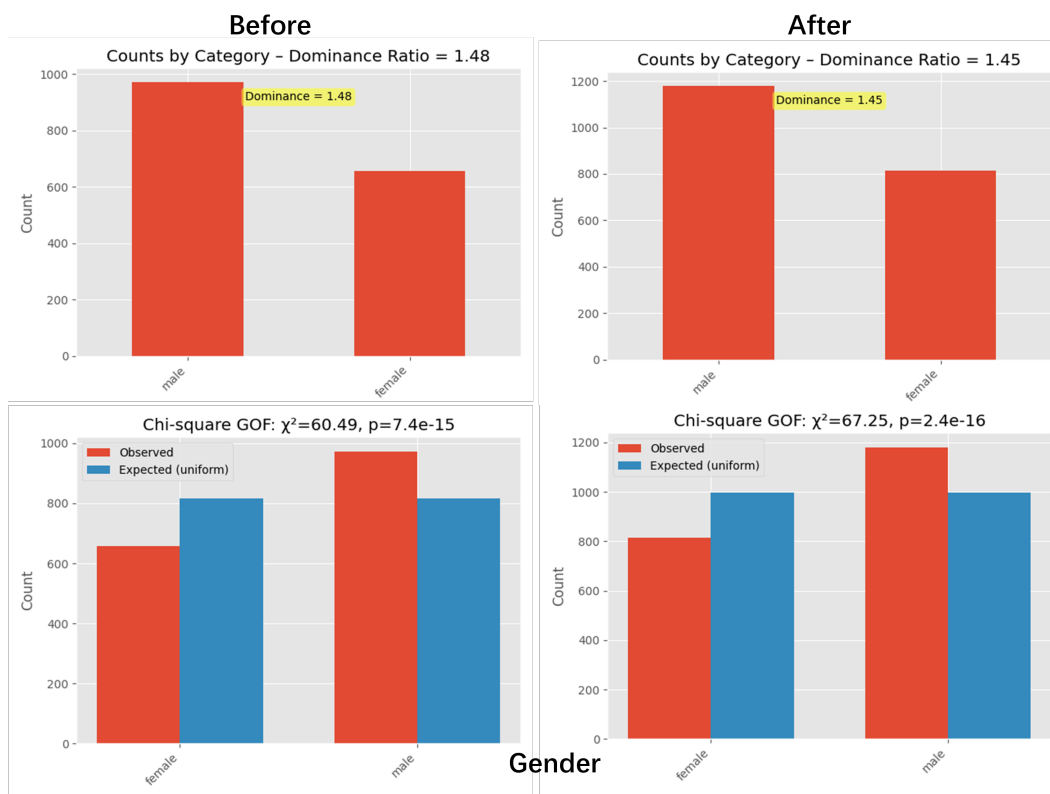 Before
After
Counts by Category – Dominance Ratio = 1.48
1000
800
600
400
200
0
Count
Dominance = 1.48
male
female
Counts by Category – Dominance Ratio = 1.45
1200
1000
800
600
400
200
0
Count
Dominance = 1.45
male
female
Chi-square GOF: χ²=60.49, p=7.4e-15
1000
800
600
400
200
0
Count
Observed
Expected (uniform)
female
male
Chi-square GOF: χ²=67.25, p=2.4e-16
1200
1000
800
600
400
200
0
Count
Observed
Expected (uniform)
female
male
Gender